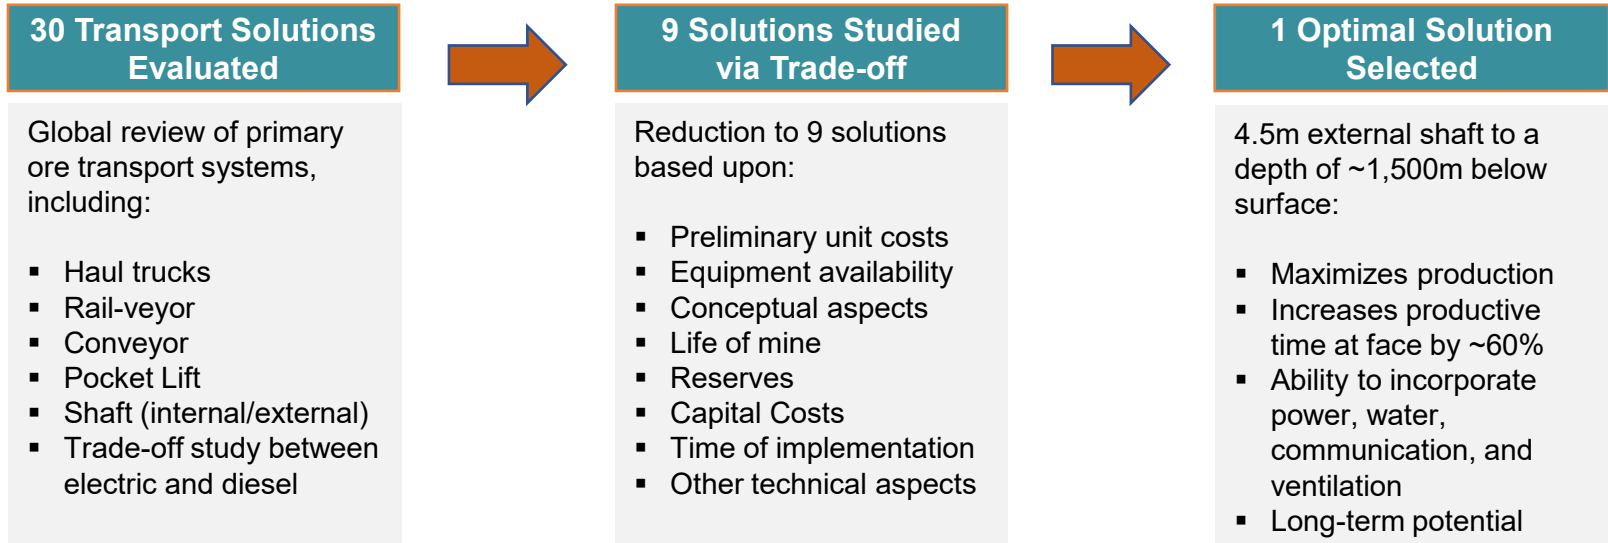 30 Transport Solutions
Evaluated
Global review of primary
ore transport systems,
including:
▪ Haul trucks
▪ Rail-veyor
▪ Conveyor
▪ Pocket Lift
▪ Shaft (internal/external)
▪ Trade-off study between
electric and diesel
9 Solutions Studied
via Trade-off
Reduction to 9 solutions
based upon:
▪ Preliminary unit costs
▪ Equipment availability
▪ Conceptual aspects
▪ Life of mine
▪ Reserves
▪ Capital Costs
▪ Time of implementation
▪ Other technical aspects
1 Optimal Solution
Selected
4.5m external shaft to a
depth of ~1,500m below
surface:
▪ Maximizes production
▪ Increases productive
time at face by ~60%
▪ Ability to incorporate
power, water,
communication, and
ventilation
▪ Long-term potential